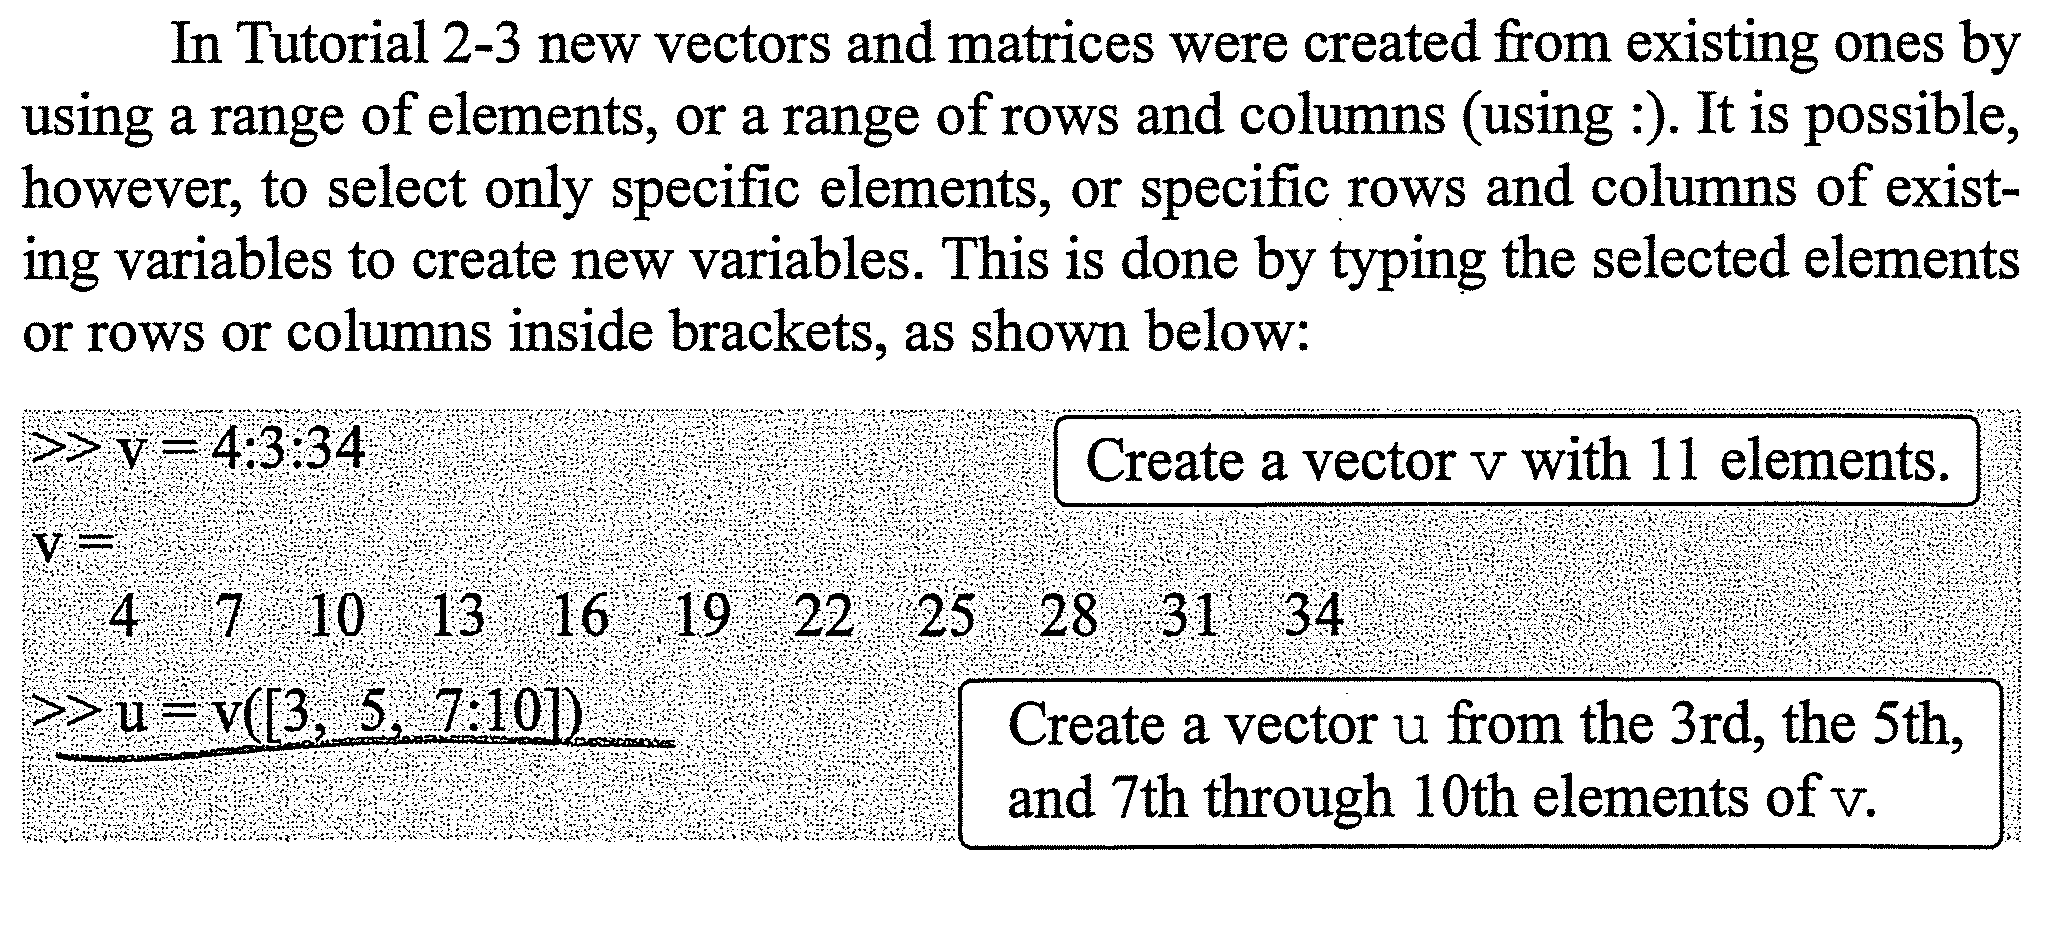 In Tutorial 2-3 new vectors and matrices were created from existing ones by
using a range of elements, or a range of rows and columns (using :). It is possible,
however, to select only specific elements, or specific rows and columns of exist-
ing variables to create new variables. This is done by typing the selected elements
or rows or columns inside brackets, as shown below:
>> v = 4:3:34
Create a vector v with 11 elements.
v =
4 7 10 13 16 19 22 25 28 31 34
>> u = v([3, 5, 7:10])
Create a vector u from the 3rd, the 5th,
and 7th through 10th elements of v.